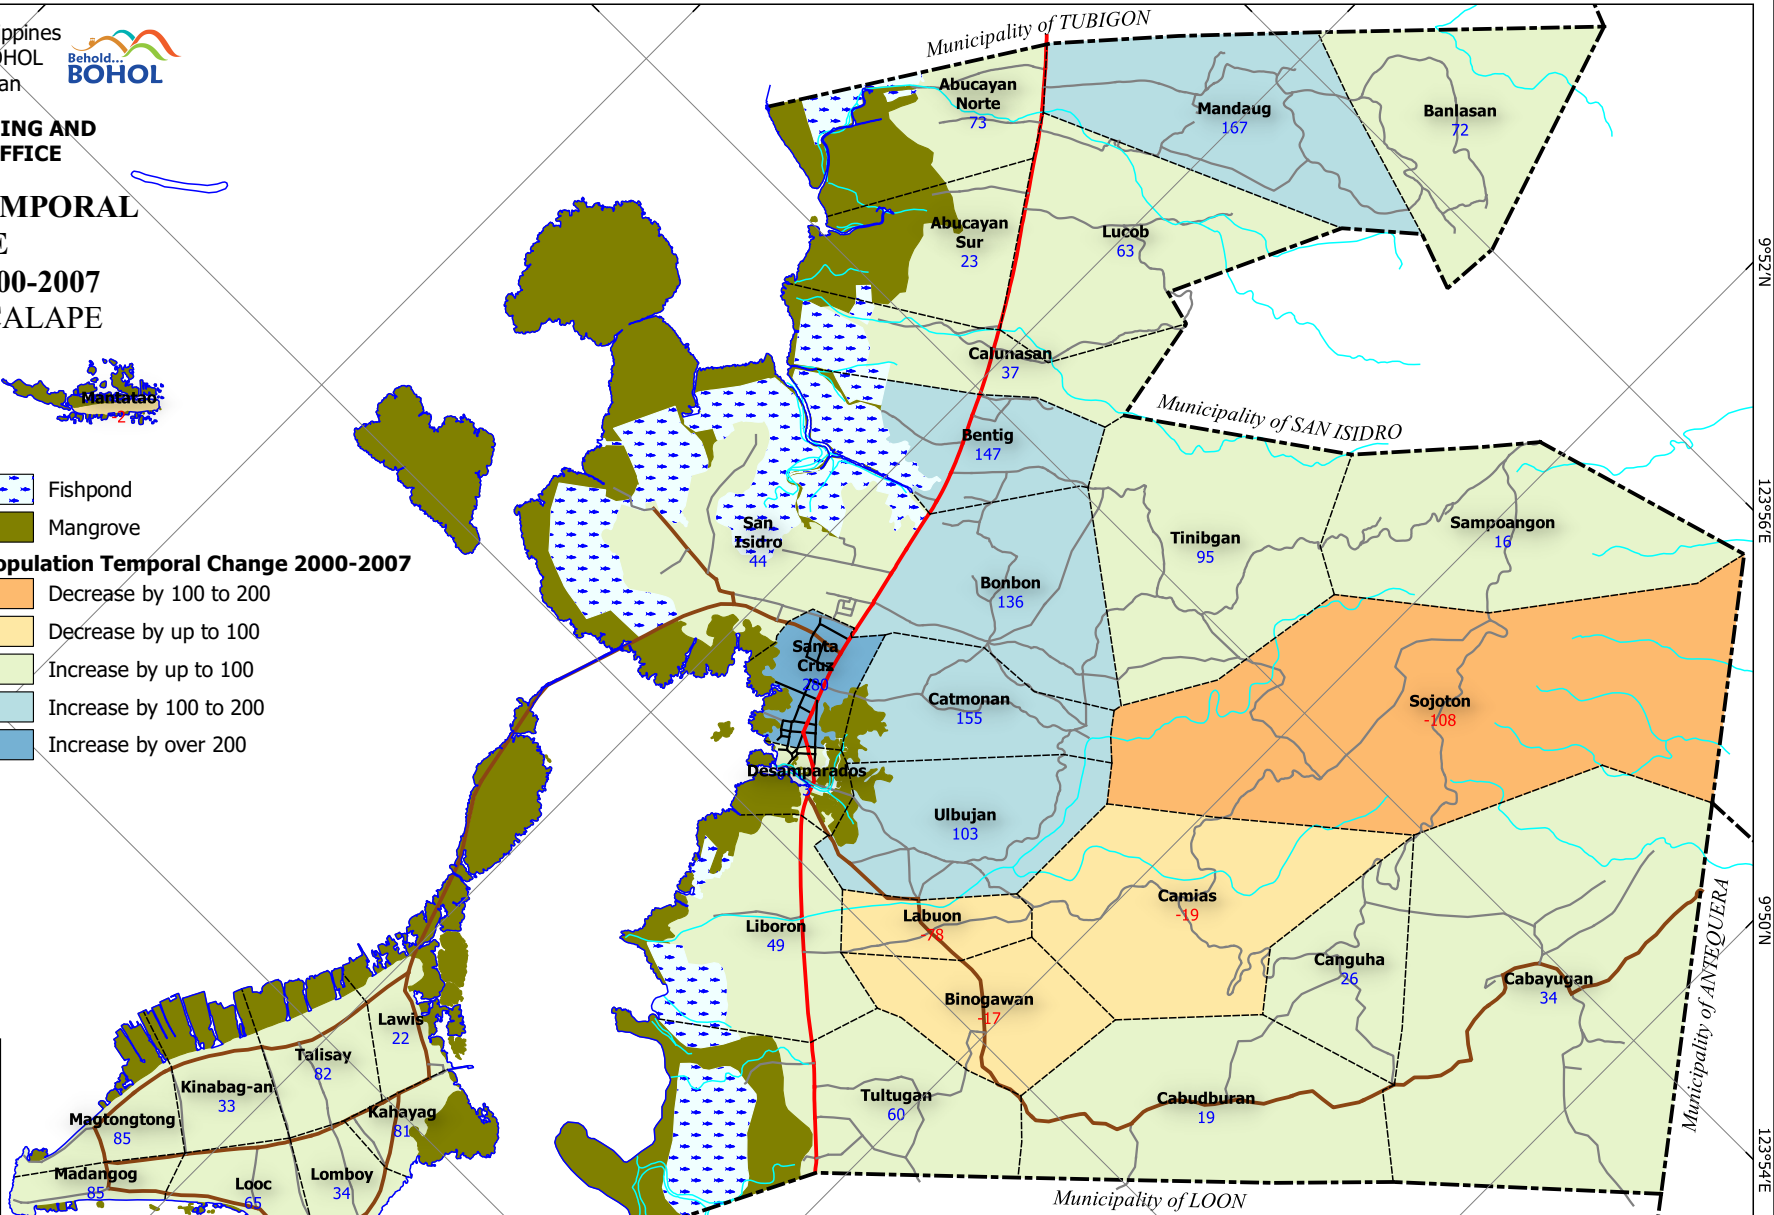 ppines
OHOL
an
Behold...
BOHOL
ING AND
FFICE
MPORAL
E
00-2007
CALAPE
Mantatao
-2
Fishpond
Mangrove
opulation Temporal Change 2000-2007
Decrease by 100 to 200
Decrease by up to 100
Increase by up to 100
Increase by 100 to 200
Increase by over 200
Municipality of TUBIGON
Abucayan
Norte
73
Mandaug
167
Banlasan
72
Abucayan
Sur
23
Lucob
63
9°52'N
Calunasan
37
Municipality of SAN ISIDRO
Bentig
147
San
Isidro
44
Bonbon
136
Tinibgan
95
Sampoangon
16
123°56'E
Santa
Cruz
280
Catmonan
155
Sojoton
-108
Desamparados
Ulbujan
103
Liboron
49
Labuon
-78
Camias
-19
Canguha
26
Cabayugan
34
Municipality of ANTEQUERA
9°50'N
Binogawan
-17
Lawis
22
Talisay
82
Kinabag-an
33
Magtongtong
85
Kahayag
81
Madangog
85
Looc
65
Lomboy
34
Tultugan
60
Cabudburan
19
123°54'E
Municipality of LOON